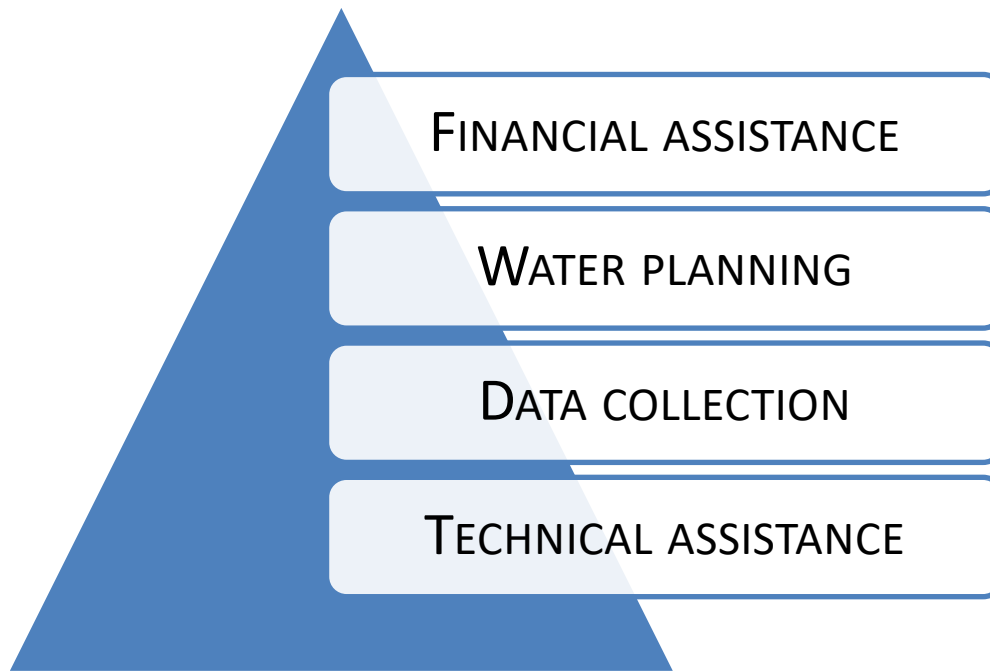 Financial assistance
Water planning
Data collection
Technical assistance